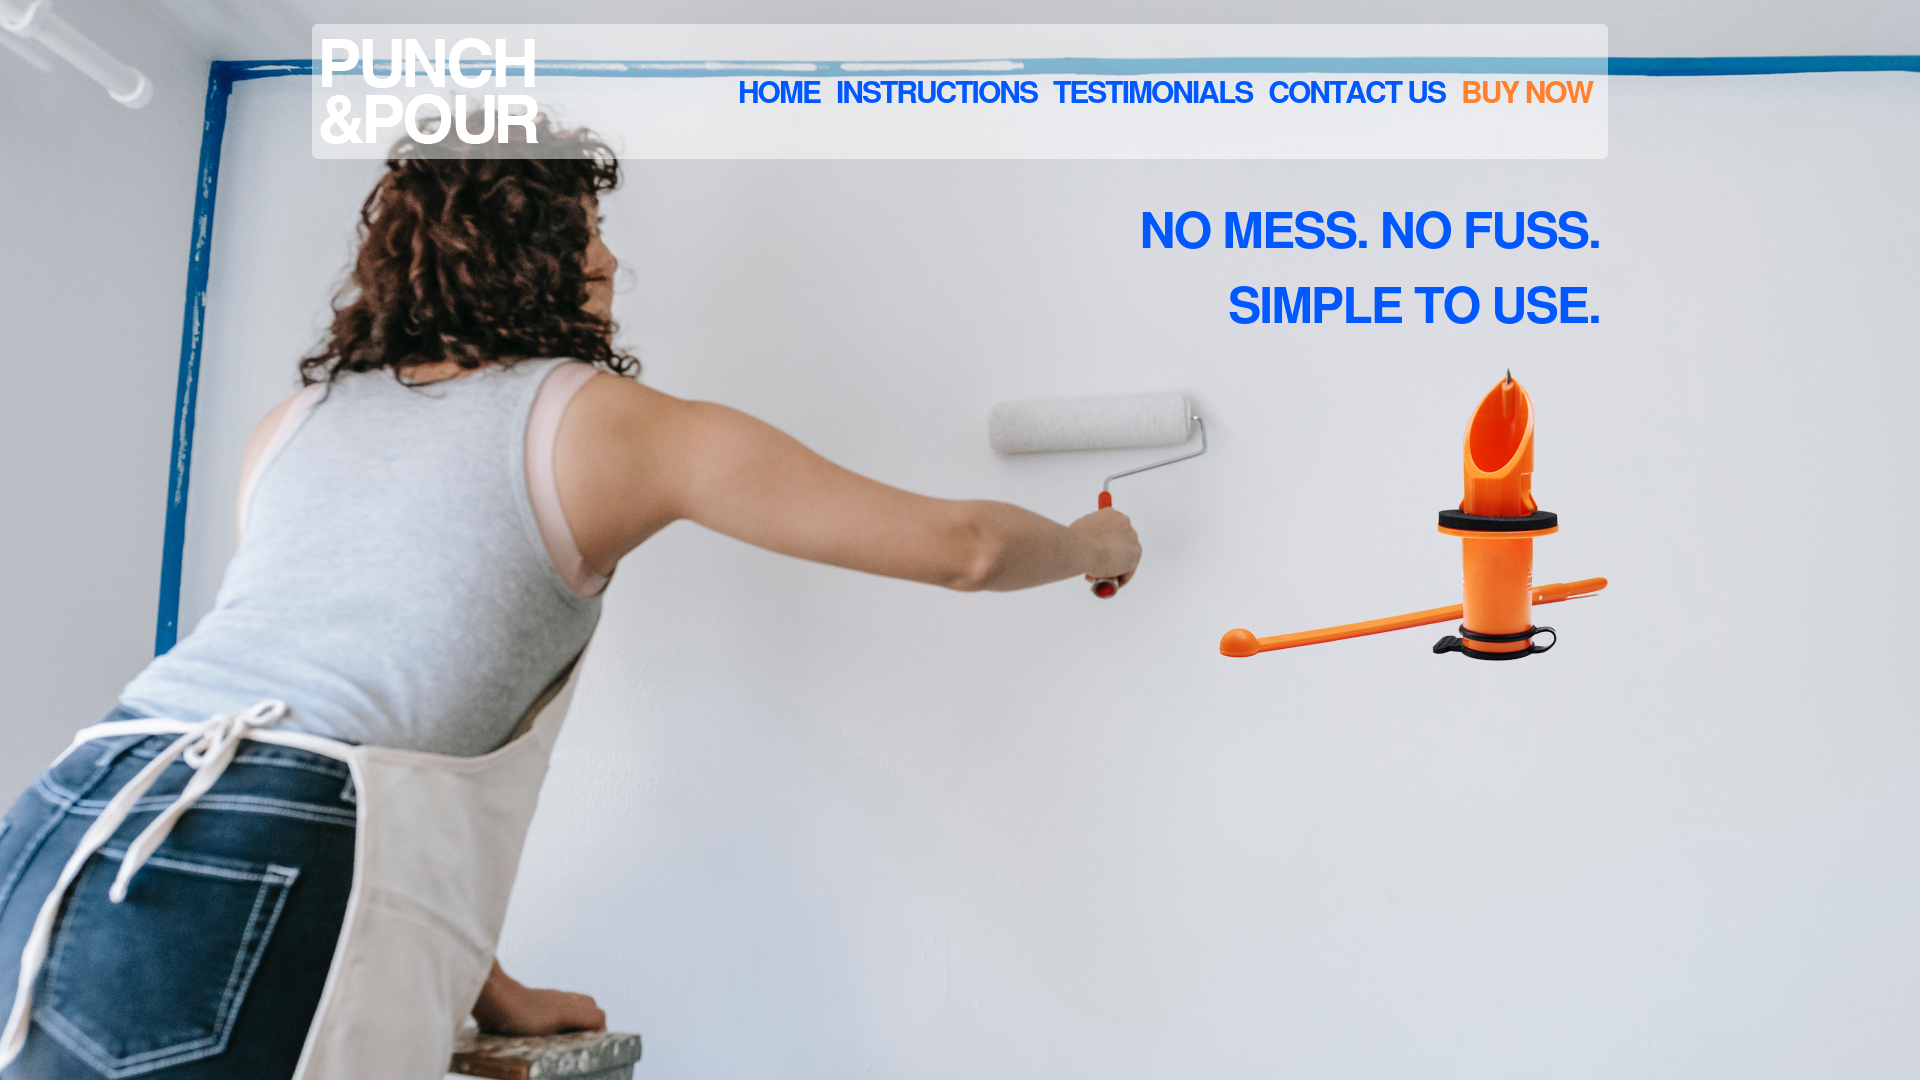 PUNCH
&POUR
HOME INSTRUCTIONS TESTIMONIALS CONTACT US BUY NOW
NO MESS. NO FUSS.
SIMPLE TO USE.